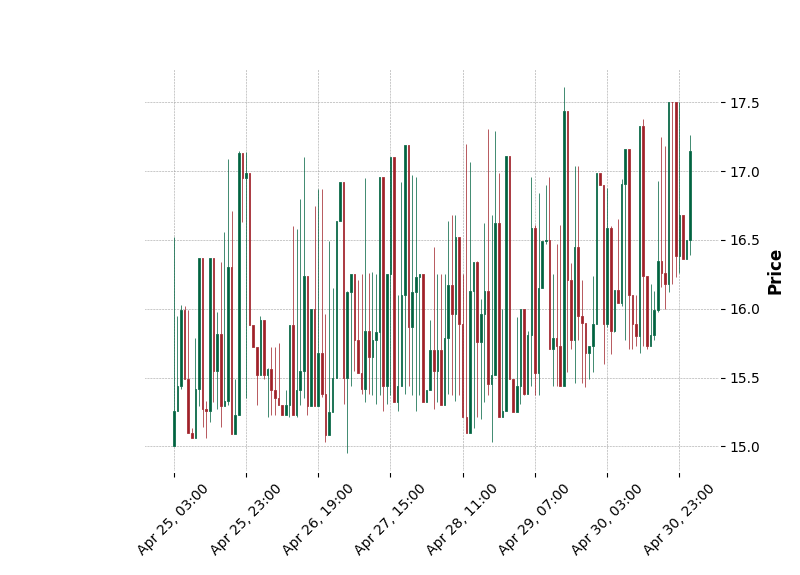 17.5
17.0
16.5
16.0
15.5
15.0
Price
Apr 25, 03:00
Apr 25, 23:00
Apr 26, 19:00
Apr 27, 15:00
Apr 28, 11:00
Apr 29, 07:00
Apr 30, 03:00
Apr 30, 23:00